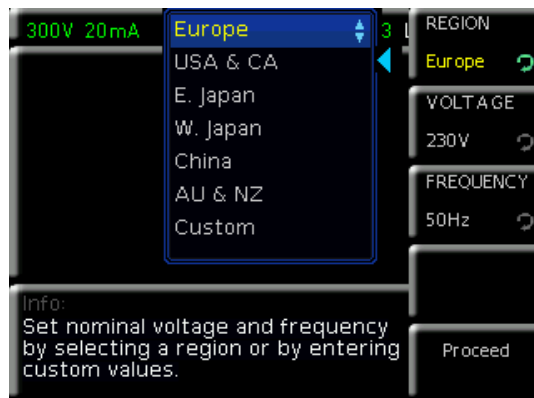 300V 20mA
3
Europe
USA & CA
E. Japan
W. Japan
China
AU & NZ
Custom
REGION
Europe
VOLTAGE
230V
FREQUENCY
50Hz
Proceed
Info:
Set nominal voltage and frequency
by selecting a region or by entering
custom values.